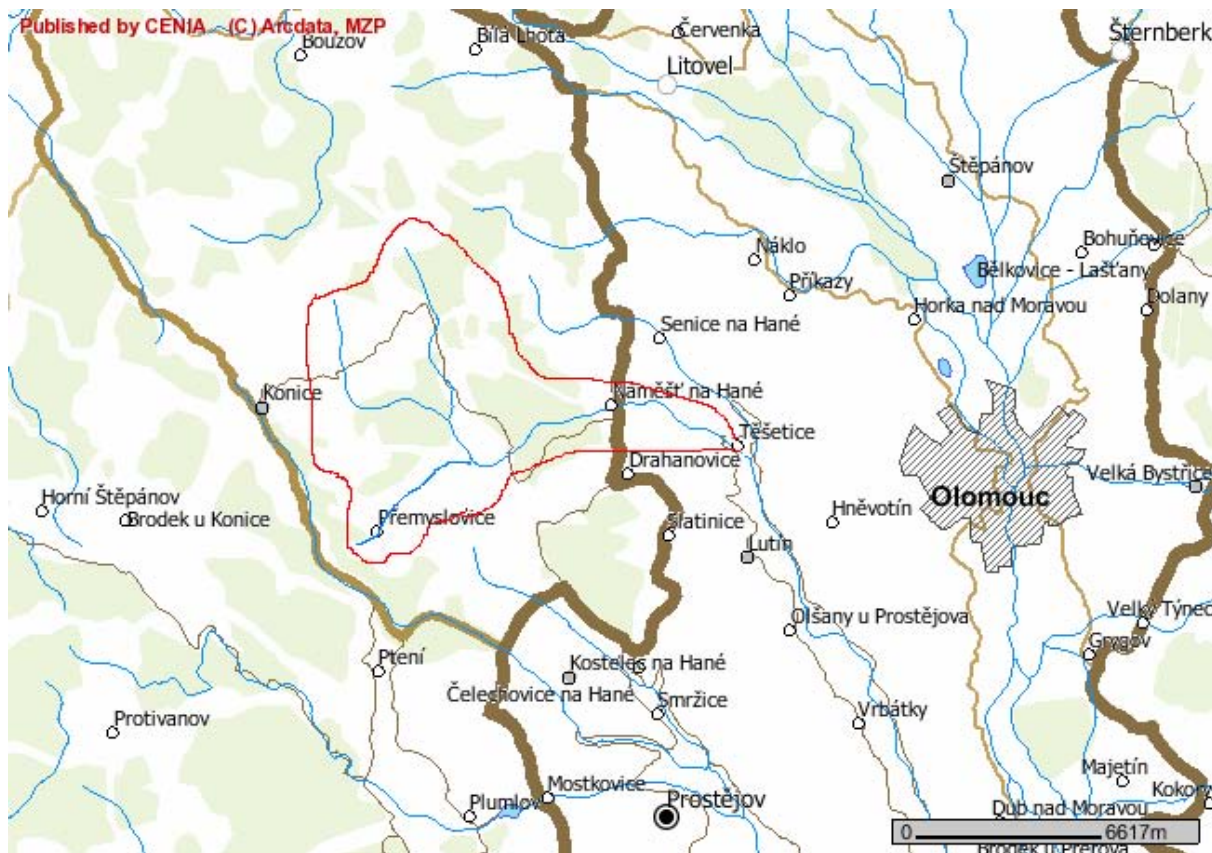 Published by CENIA (C) Arcdata, MZP
Bouzov
Bílá Lhota
Červenka
Šternberk
Litovel
Štěpánov
Náklo
Bohuňovice
Bělkovice - Lašťany
Příkazy
Dolany
Horka nad Moravou
Senice na Hané
Konice
Náměšť na Hané
Těšetice
Drahanovice
Velká Bystřice
Horní Štěpánov
Olomouc
Brodek u Konice
Přemyslovice
Hněvotín
Slatinice
Lutín
Velký Týnec
Olšany u Prostějova
Grygov
Ptení
Kostelec na Hané
Čelechovice na Hané
Smržice
Protivanov
Vrbátky
Majetín
Mostkovice
Kokory
Plumlov
Prostějov
Dub nad Moravou
0 6617m
Brodek u Přerova